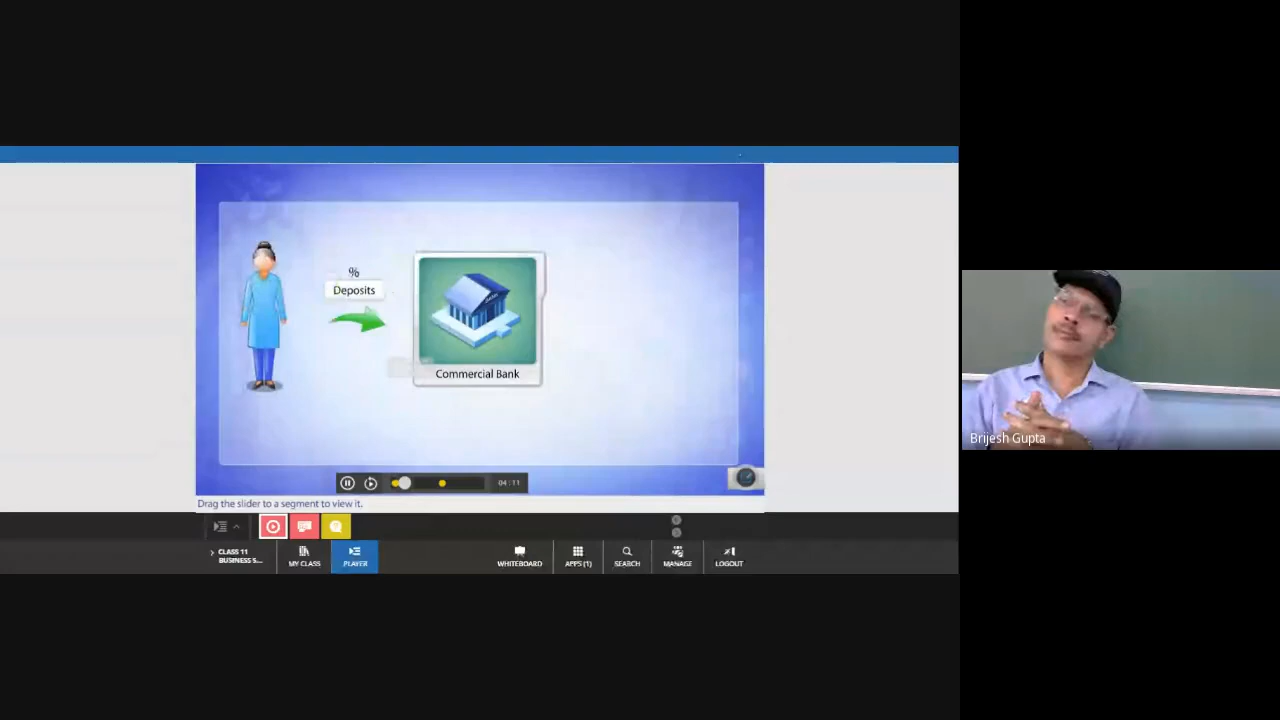 %
Deposits
Commercial Bank
04:11
Drag the slider to a segment to view it.
CLASS 11
BUSINESS S...
MY CLASS
PLAYER
WHITEBOARD
APPS (1)
SEARCH
MANAGE
LOGOUT
Brijesh Gupta